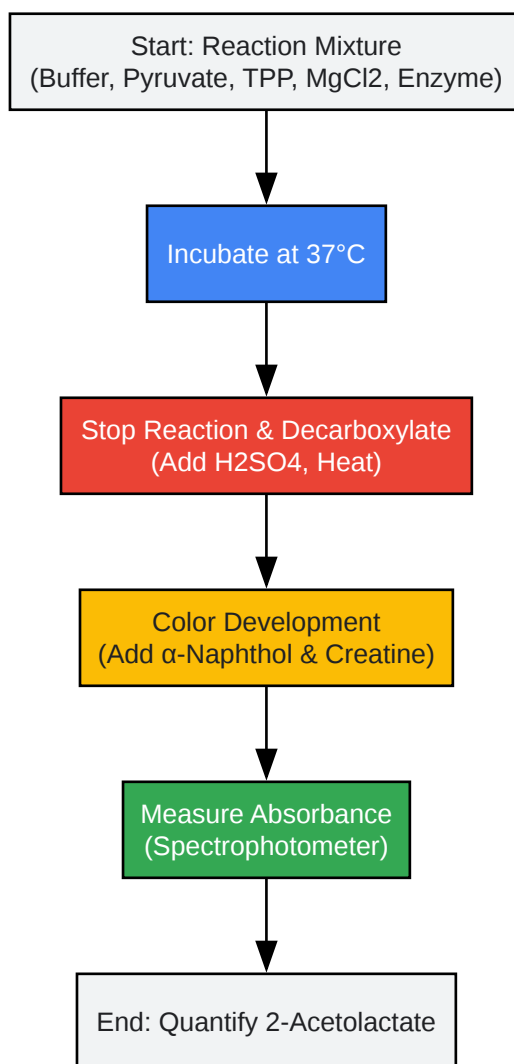 Start: Reaction Mixture
(Buffer, Pyruvate, TPP, MgCl2, Enzyme)
Incubate at 37°C
Stop Reaction & Decarboxylate
(Add H2SO4, Heat)
Color Development
(Add α-Naphthol & Creatine)
Measure Absorbance
(Spectrophotometer)
End: Quantify 2-Acetolactate